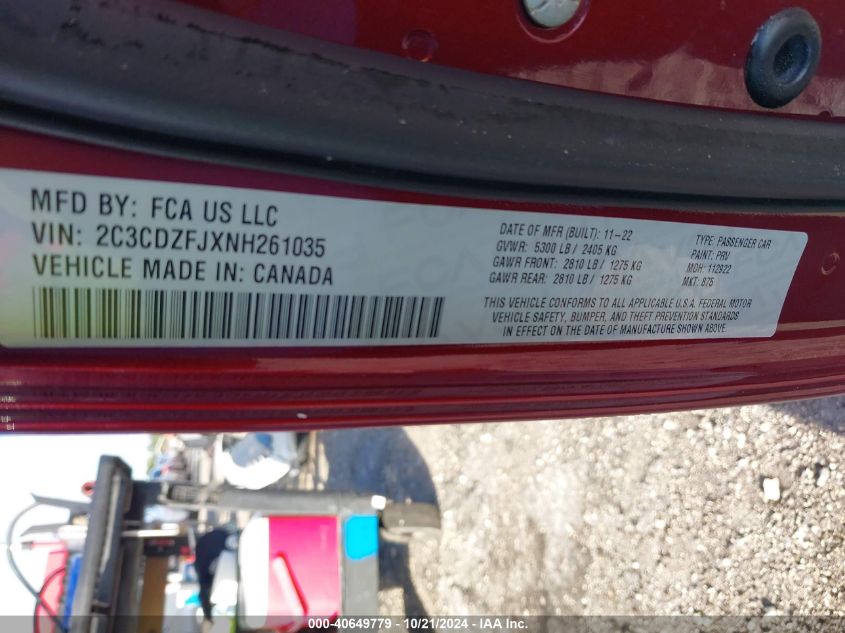 MFD BY: FCA US LLC
VIN: 2C3CDZFJXNH261035
VEHICLE MADE IN: CANADA
DATE OF MFR (BUILT): 11-22
GVWR: 5300 LB / 2405 KG
GAWR FRONT: 2810 LB / 1275 KG
GAWR REAR: 2810 LB / 1275 KG
TYPE: PASSENGER CAR
PAINT: PRV
MDH: 112922
MKT: 875
THIS VEHICLE CONFORMS TO ALL APPLICABLE U.S.A. FEDERAL MOTOR
VEHICLE SAFETY, BUMPER, AND THEFT PREVENTION STANDARDS
IN EFFECT ON THE DATE OF MANUFACTURE SHOWN ABOVE.
000-40649779 - 10/21/2024 - IAA Inc.